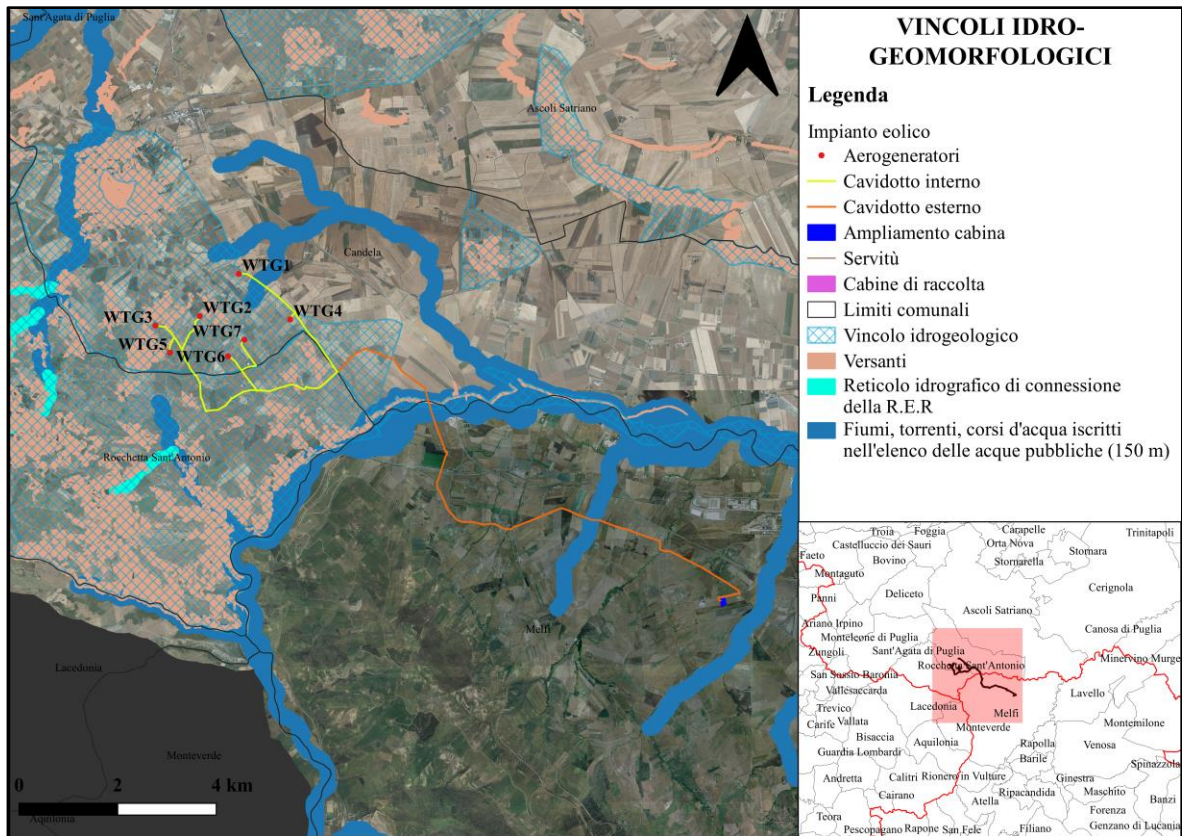 Sant'Agata di Puglia
Ascoli Satriano
Candela
WTG1
WTG2
WTG4
WTG3
WTG7
WTG5
WTG6
Rocchetta Sant'Antonio
Melfi
Lacedonia
Monteverde
Aquilonia
0 2 4 km
VINCOLI IDRO-
GEOMORFOLOGICI
Legenda
Impianto eolico
Aerogeneratori
Cavidotto interno
Cavidotto esterno
Ampliamento cabina
Servitù
Cabine di raccolta
Limiti comunali
Vincolo idrogeologico
Versanti
Reticolo idrografico di connessione
della R.E.R
Fiumi, torrenti, corsi d'acqua iscritti
nell'elenco delle acque pubbliche (150 m)
Troia
Foggia
Carapelle
Trinitapoli
Castelluccio dei Sauri
Orta Nova
Faeto
Bovino
Stornara
Stornarella
Montaguto
Cerignola
Panni
Deliceto
Ascoli Satriano
Ariano Irpino
Canosa di Puglia
Monteleone di Puglia
Zungoli
Sant'Agata di Puglia
Minervino Murge
Rocchetta Sant'Antonio
San Sossio Baronia
Vallesaccarda
Lavello
Trevico
Lacedonia
Melfi
Carife
Vallata
Monteverde
Montemilone
Bisaccia
Aquilonia
Rapolla
Venosa
Guardia Lombardi
Barile
Spinazzola
Andretta
Calitri
Rionero in Vulture
Ginestra
Cairano
Ripacandida
Maschito
Banzi
Atella
Forenza
Teora
Pescopagano
Rapone
San Fele
Filiano
Genzano di Lucania